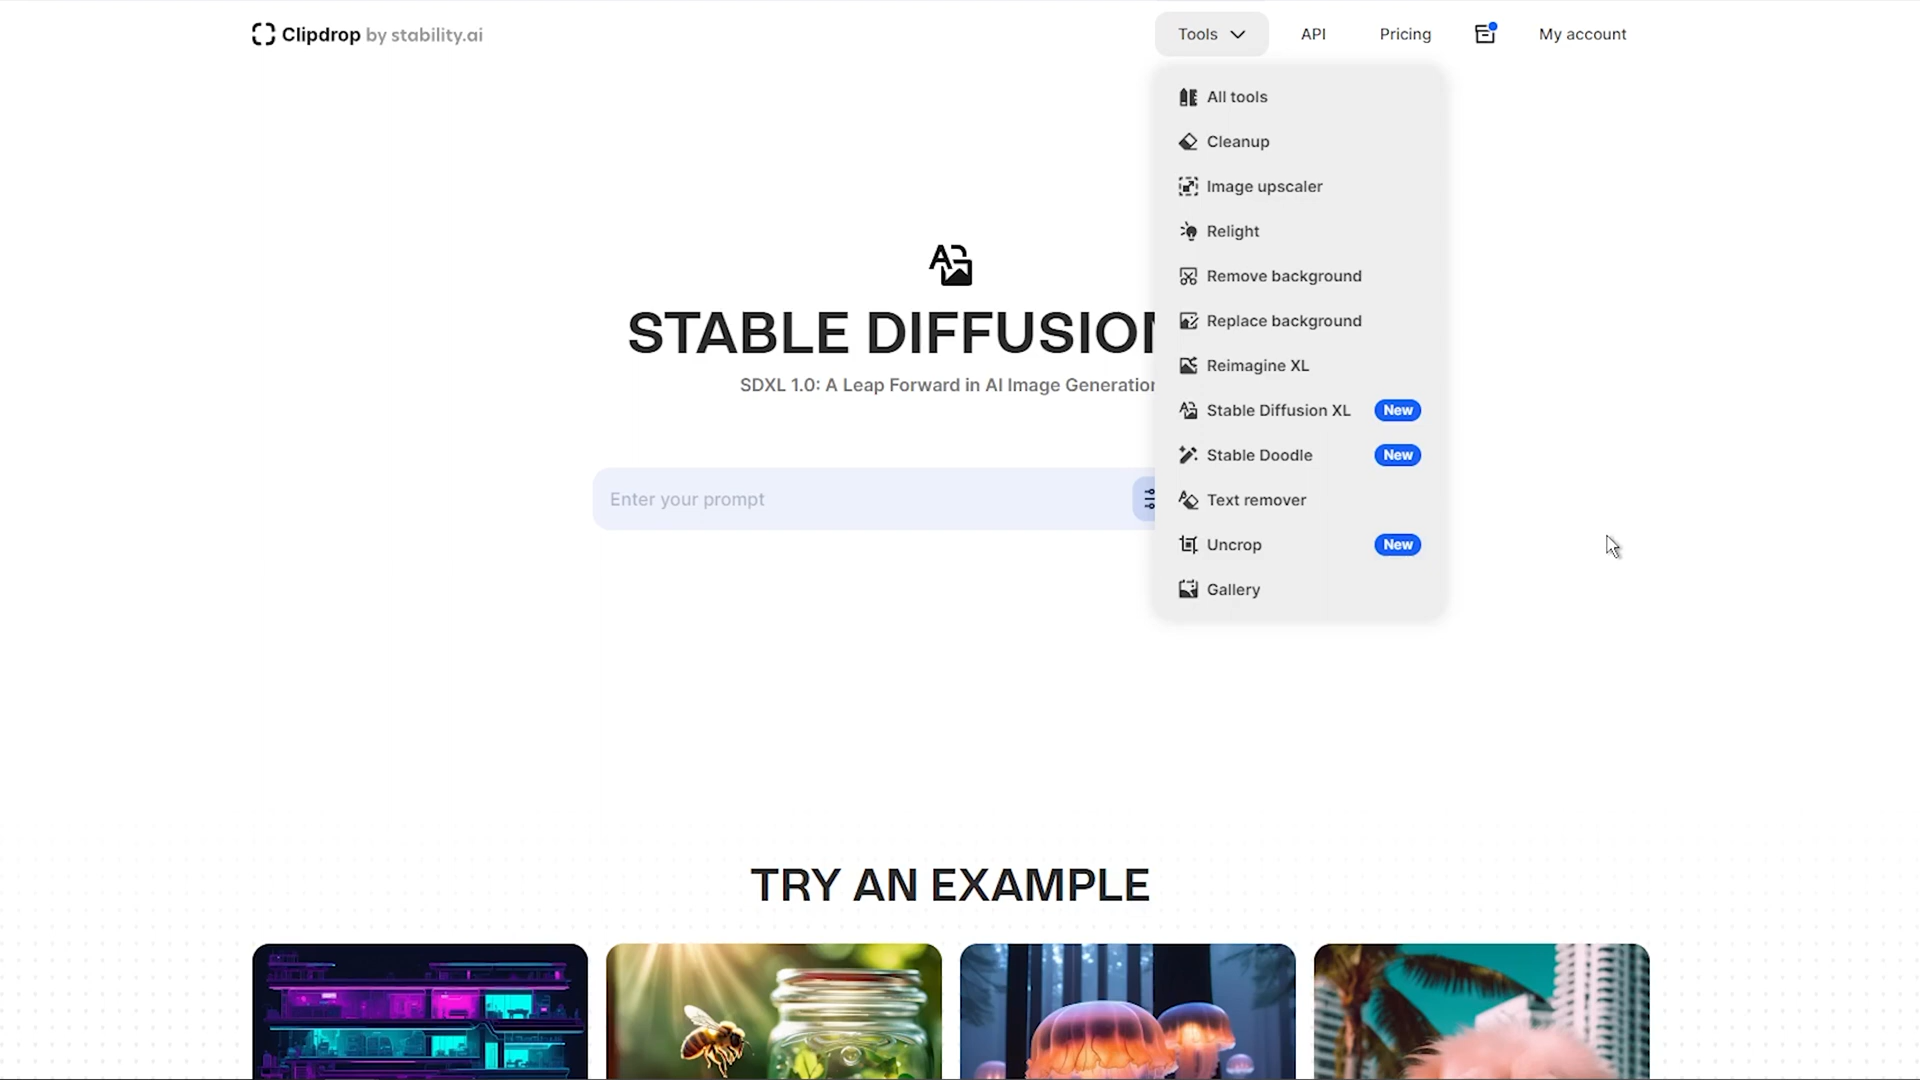 Clipdrop by stability.ai
Tools
API
Pricing
My account
All tools
Cleanup
Image upscaler
Relight
Remove background
Replace background
Reimagine XL
Stable Diffusion XL New
Stable Doodle New
Text remover
Uncrop New
Gallery
STABLE DIFFUSION
SDXL 1.0: A Leap Forward in AI Image Generation
Enter your prompt
TRY AN EXAMPLE